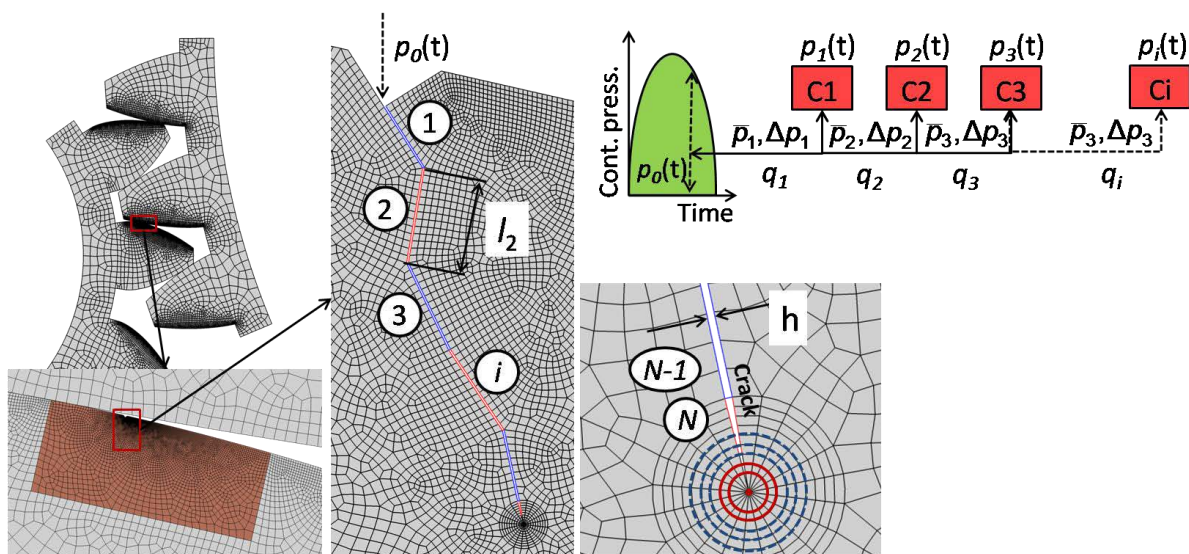 p₀(t)
1
2
l₂
3
i
Cont. press.
p₀(t)
Time
p₁(t) p₂(t) p₃(t) pᵢ(t)
C1 C2 C3 Ci
p̅₁,Δp₁ p̅₂,Δp₂ p̅₃,Δp₃ p̅₃,Δp₃
q₁ q₂ q₃ qᵢ
h
N-1
Crack
N